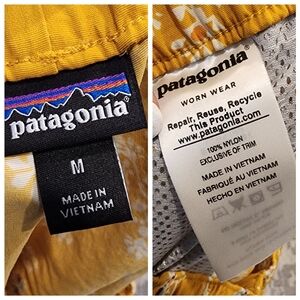 patagonia®
M
MADE IN
VIETNAM
patagonia®
WORN WEAR
Repair, Reuse, Recycle
This Product
www.patagonia.com
100% NYLON
EXCLUSIVE OF TRIM
MADE IN VIETNAM
FABRIQUÉ AU VIETNAM
HECHO EN VIETNAM